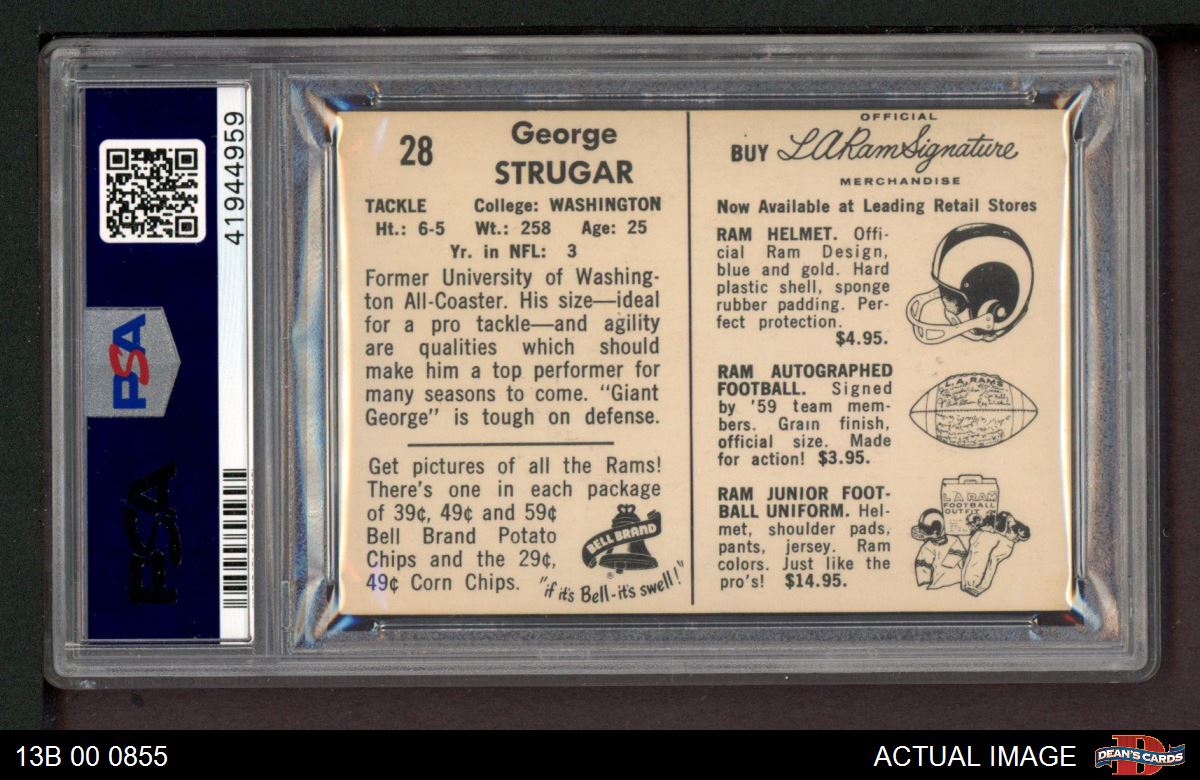 41944959
PSA
PSA
28
George
STRUGAR
TACKLE College: WASHINGTON
Ht.: 6-5 Wt.: 258 Age: 25
Yr. in NFL: 3
Former University of Washing-
ton All-Coaster. His size—ideal
for a pro tackle—and agility
are qualities which should
make him a top performer for
many seasons to come. "Giant
George" is tough on defense.
Get pictures of all the Rams!
There's one in each package
of 39¢, 49¢ and 59¢
Bell Brand Potato
Chips and the 29¢,
49¢ Corn Chips.
BELL BRAND
®
"if it's Bell-it's swell!"
OFFICIAL
BUY LA Ram Signature
MERCHANDISE
Now Available at Leading Retail Stores
RAM HELMET. Offi-
cial Ram Design,
blue and gold. Hard
plastic shell, sponge
rubber padding. Per-
fect protection.
$4.95.
RAM AUTOGRAPHED
FOOTBALL. Signed
by '59 team mem-
bers. Grain finish,
official size. Made
for action! $3.95.
L.A. RAMS
RAM JUNIOR FOOT-
BALL UNIFORM. Hel-
met, shoulder pads,
pants, jersey. Ram
colors. Just like the
pro's! $14.95.
L A RAM
FOOTBALL
OUTFIT
13B 00 0855
ACTUAL IMAGE
DEAN'S CARDS